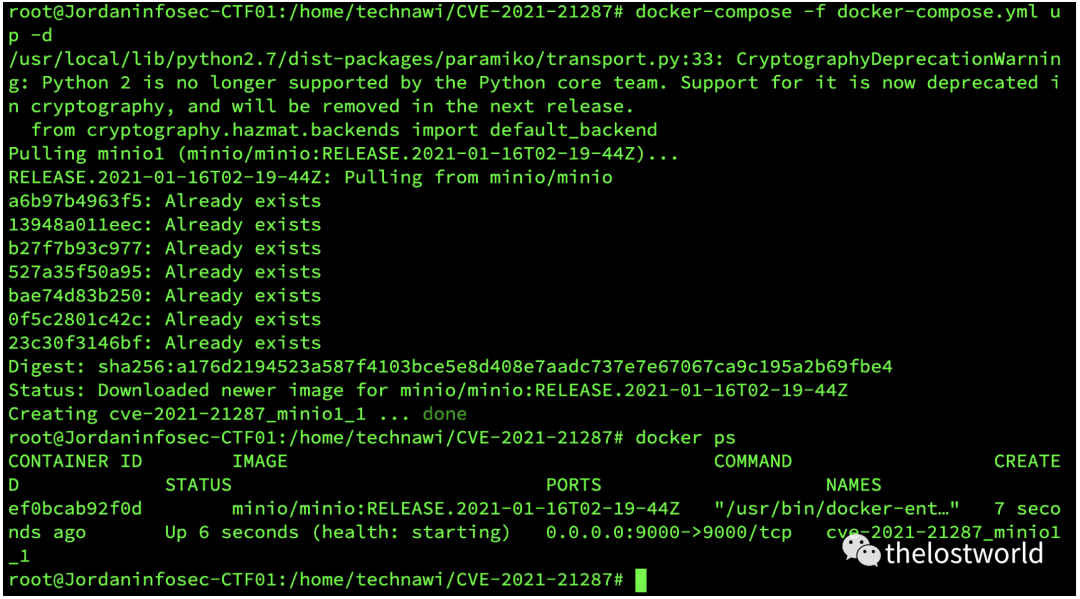 root@Jordaninfosec-CTF01:/home/technawi/CVE-2021-21287# docker-compose -f docker-compose.yml u
p -d
/usr/local/lib/python2.7/dist-packages/paramiko/transport.py:33: CryptographyDeprecationWarnin
g: Python 2 is no longer supported by the Python core team. Support for it is now deprecated i
n cryptography, and will be removed in the next release.
  from cryptography.hazmat.backends import default_backend
Pulling minio1 (minio/minio:RELEASE.2021-01-16T02-19-44Z)...
RELEASE.2021-01-16T02-19-44Z: Pulling from minio/minio
a6b97b4963f5: Already exists
13948a011eec: Already exists
b27f7b93c977: Already exists
527a35f50a95: Already exists
bae74d83b250: Already exists
0f5c2801c42c: Already exists
23c30f3146bf: Already exists
Digest: sha256:a176d2194523a587f4103bce5e8d408e7aadc737e7e67067ca9c195a2b69fbe4
Status: Downloaded newer image for minio/minio:RELEASE.2021-01-16T02-19-44Z
Creating cve-2021-21287_minio1_1 ... done
root@Jordaninfosec-CTF01:/home/technawi/CVE-2021-21287# docker ps
CONTAINER ID        IMAGE                                      COMMAND                  CREATE
D             STATUS                            PORTS                    NAMES
ef0bcab92f0d        minio/minio:RELEASE.2021-01-16T02-19-44Z   "/usr/bin/docker-ent…"   7 seco
nds ago       Up 6 seconds (health: starting)   0.0.0.0:9000->9000/tcp   cve-2021-21287_minio1
_1
thelostworld
root@Jordaninfosec-CTF01:/home/technawi/CVE-2021-21287#